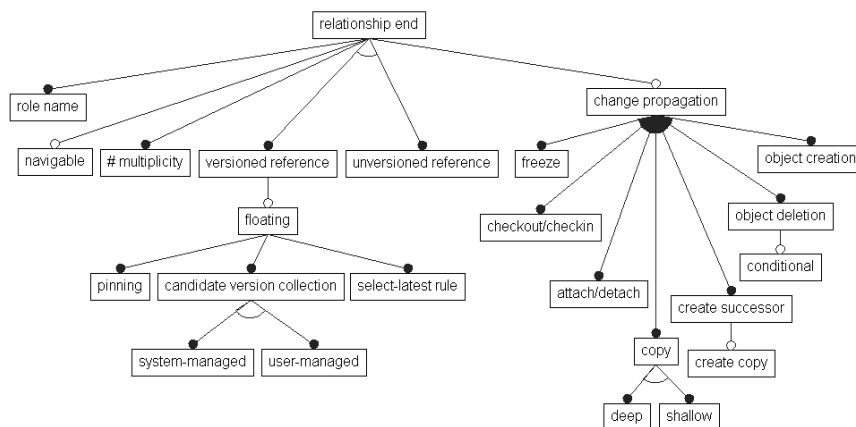 relationship end
role name
change propagation
navigable
# multiplicity
versioned reference
unversioned reference
freeze
object creation
floating
checkout/checkin
object deletion
pinning
candidate version collection
select-latest rule
attach/detach
conditional
create successor
system-managed
user-managed
copy
create copy
deep
shallow